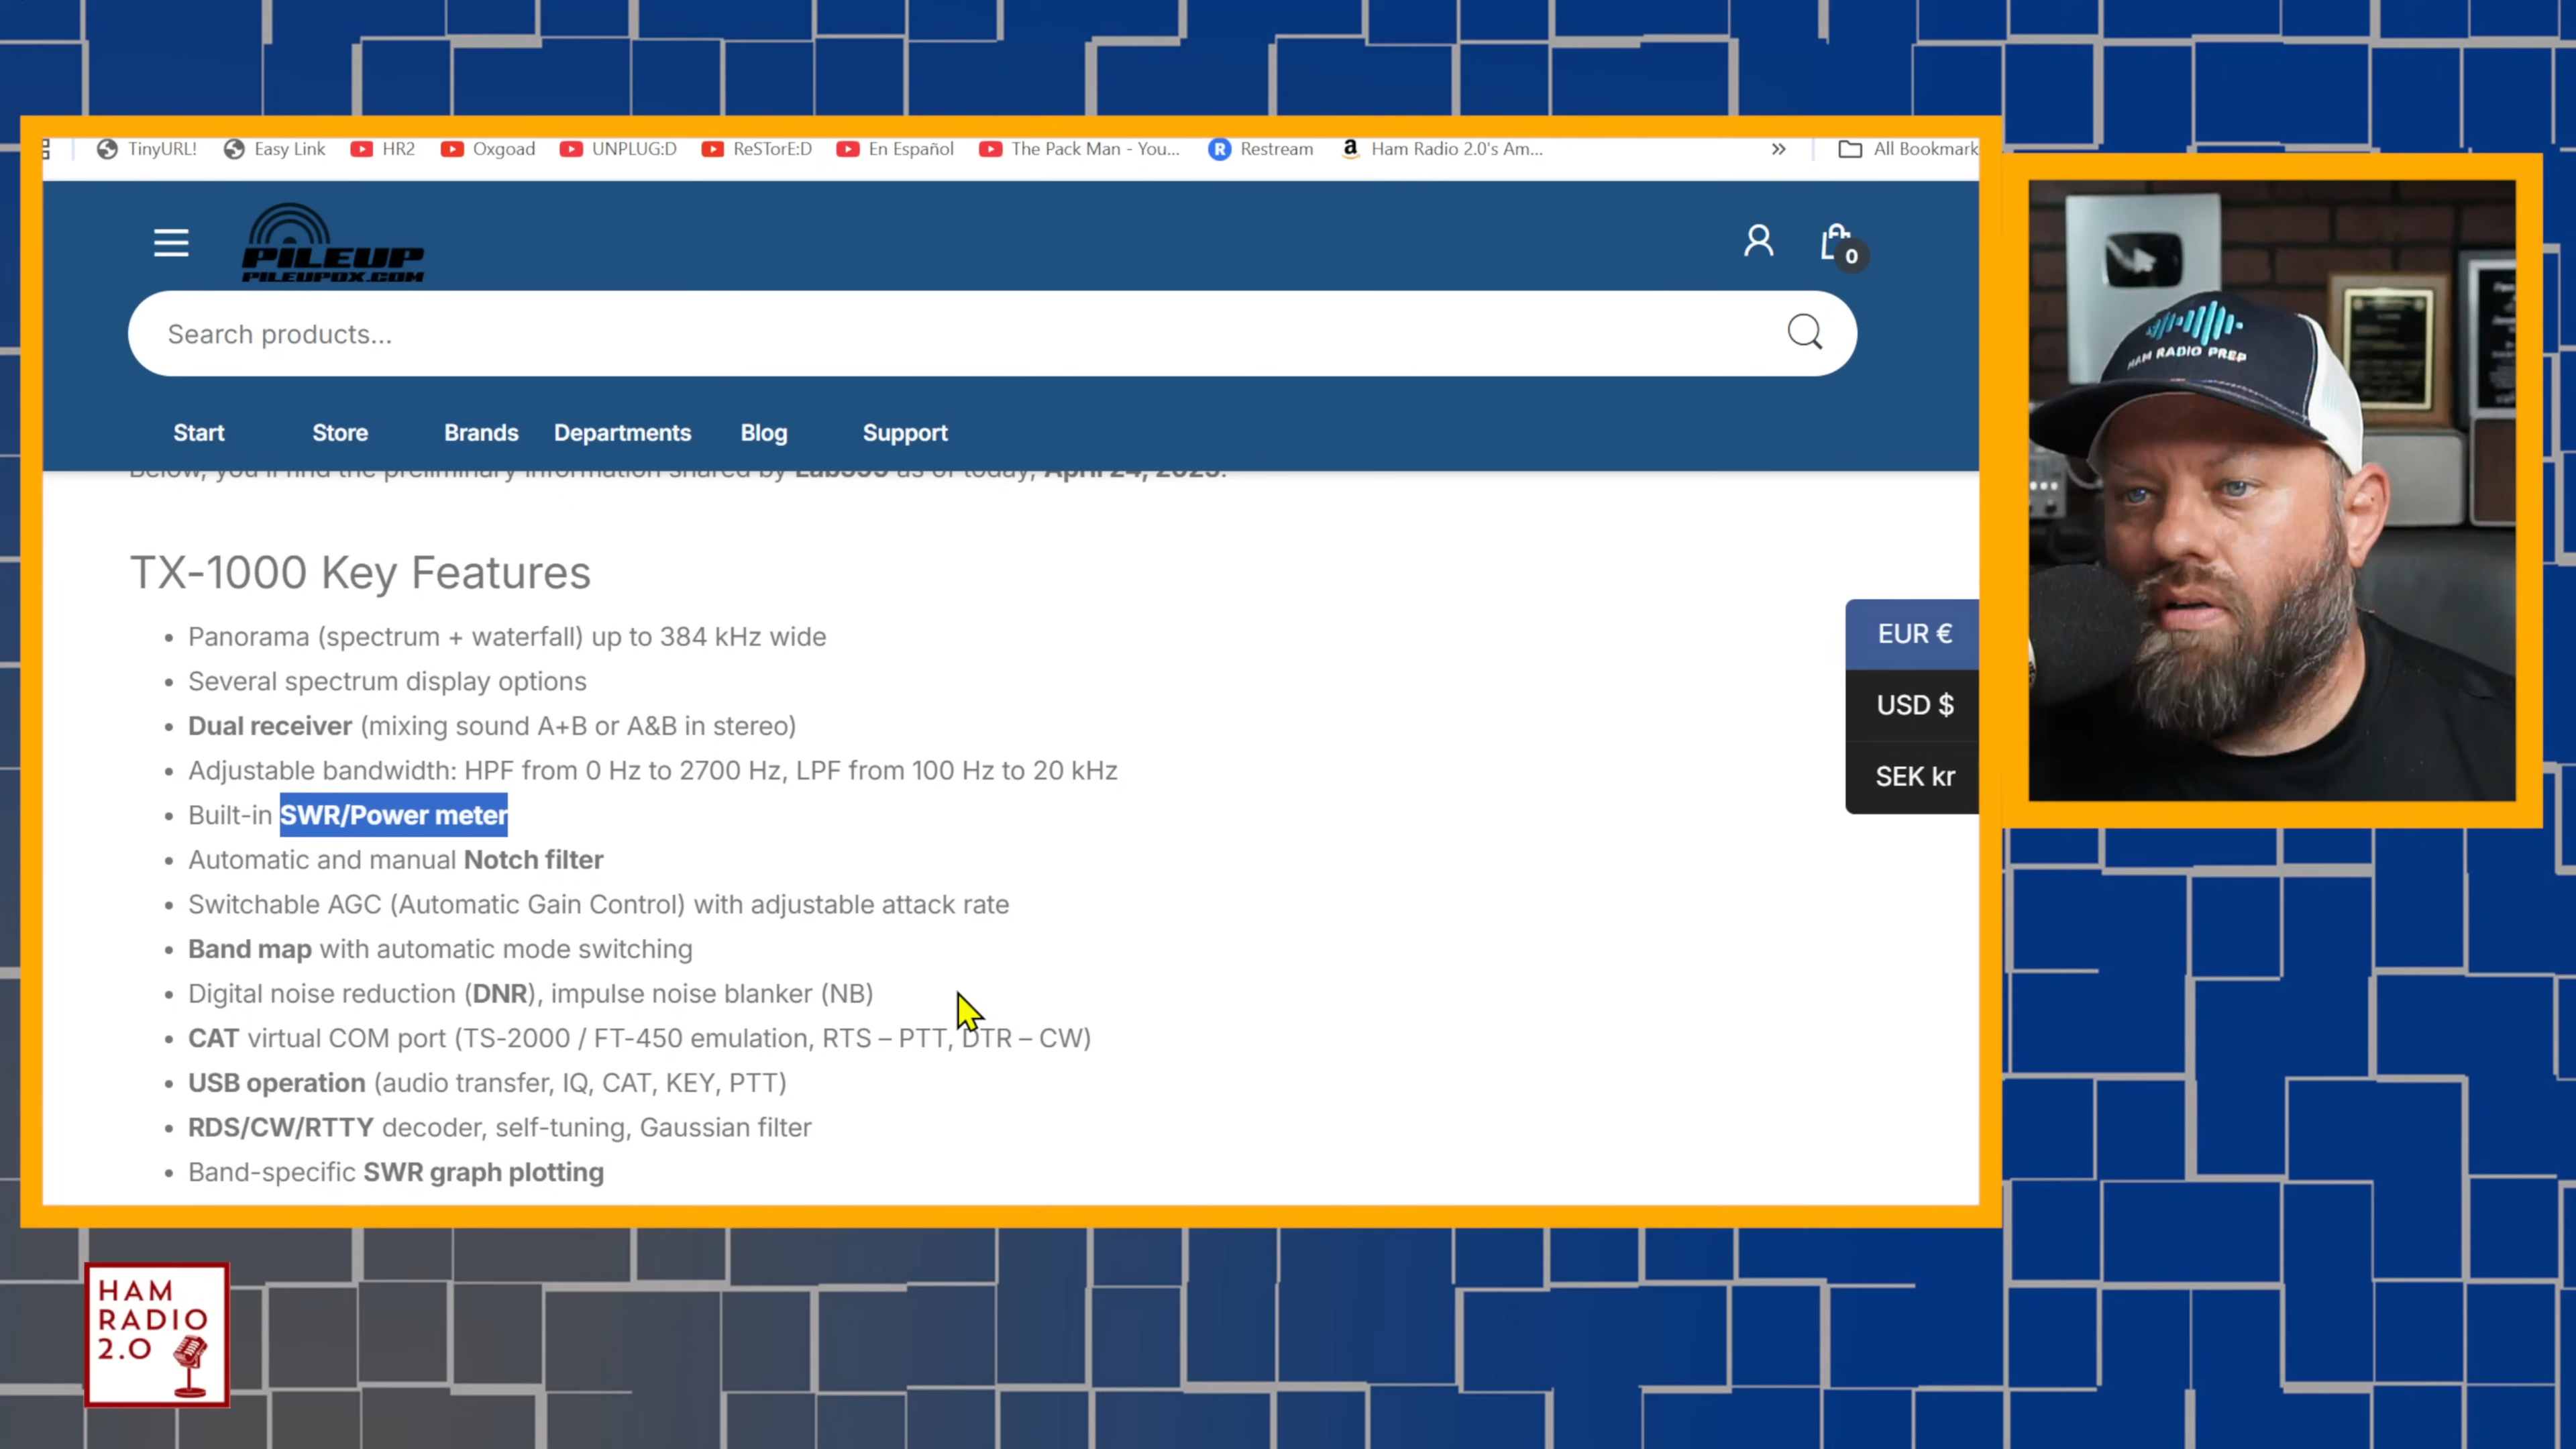 TinyURL! Easy Link HR2 Oxgoad UNPLUG:D ReSTorE:D En Español The Pack Man - You... Restream Ham Radio 2.0's Am... » All Bookmark
PILEUP
PILEUPDX.COM
0
Search products...
Start Store Brands Departments Blog Support
Below, you'll find the preliminary information shared by Lab599 as of today, April 24, 2025.
TX-1000 Key Features
• Panorama (spectrum + waterfall) up to 384 kHz wide
• Several spectrum display options
• Dual receiver (mixing sound A+B or A&B in stereo)
• Adjustable bandwidth: HPF from 0 Hz to 2700 Hz, LPF from 100 Hz to 20 kHz
• Built-in SWR/Power meter
• Automatic and manual Notch filter
• Switchable AGC (Automatic Gain Control) with adjustable attack rate
• Band map with automatic mode switching
• Digital noise reduction (DNR), impulse noise blanker (NB)
• CAT virtual COM port (TS-2000 / FT-450 emulation, RTS – PTT, DTR – CW)
• USB operation (audio transfer, IQ, CAT, KEY, PTT)
• RDS/CW/RTTY decoder, self-tuning, Gaussian filter
• Band-specific SWR graph plotting
EUR €
USD $
SEK kr
HAM RADIO PREP
HAM
RADIO
2.0